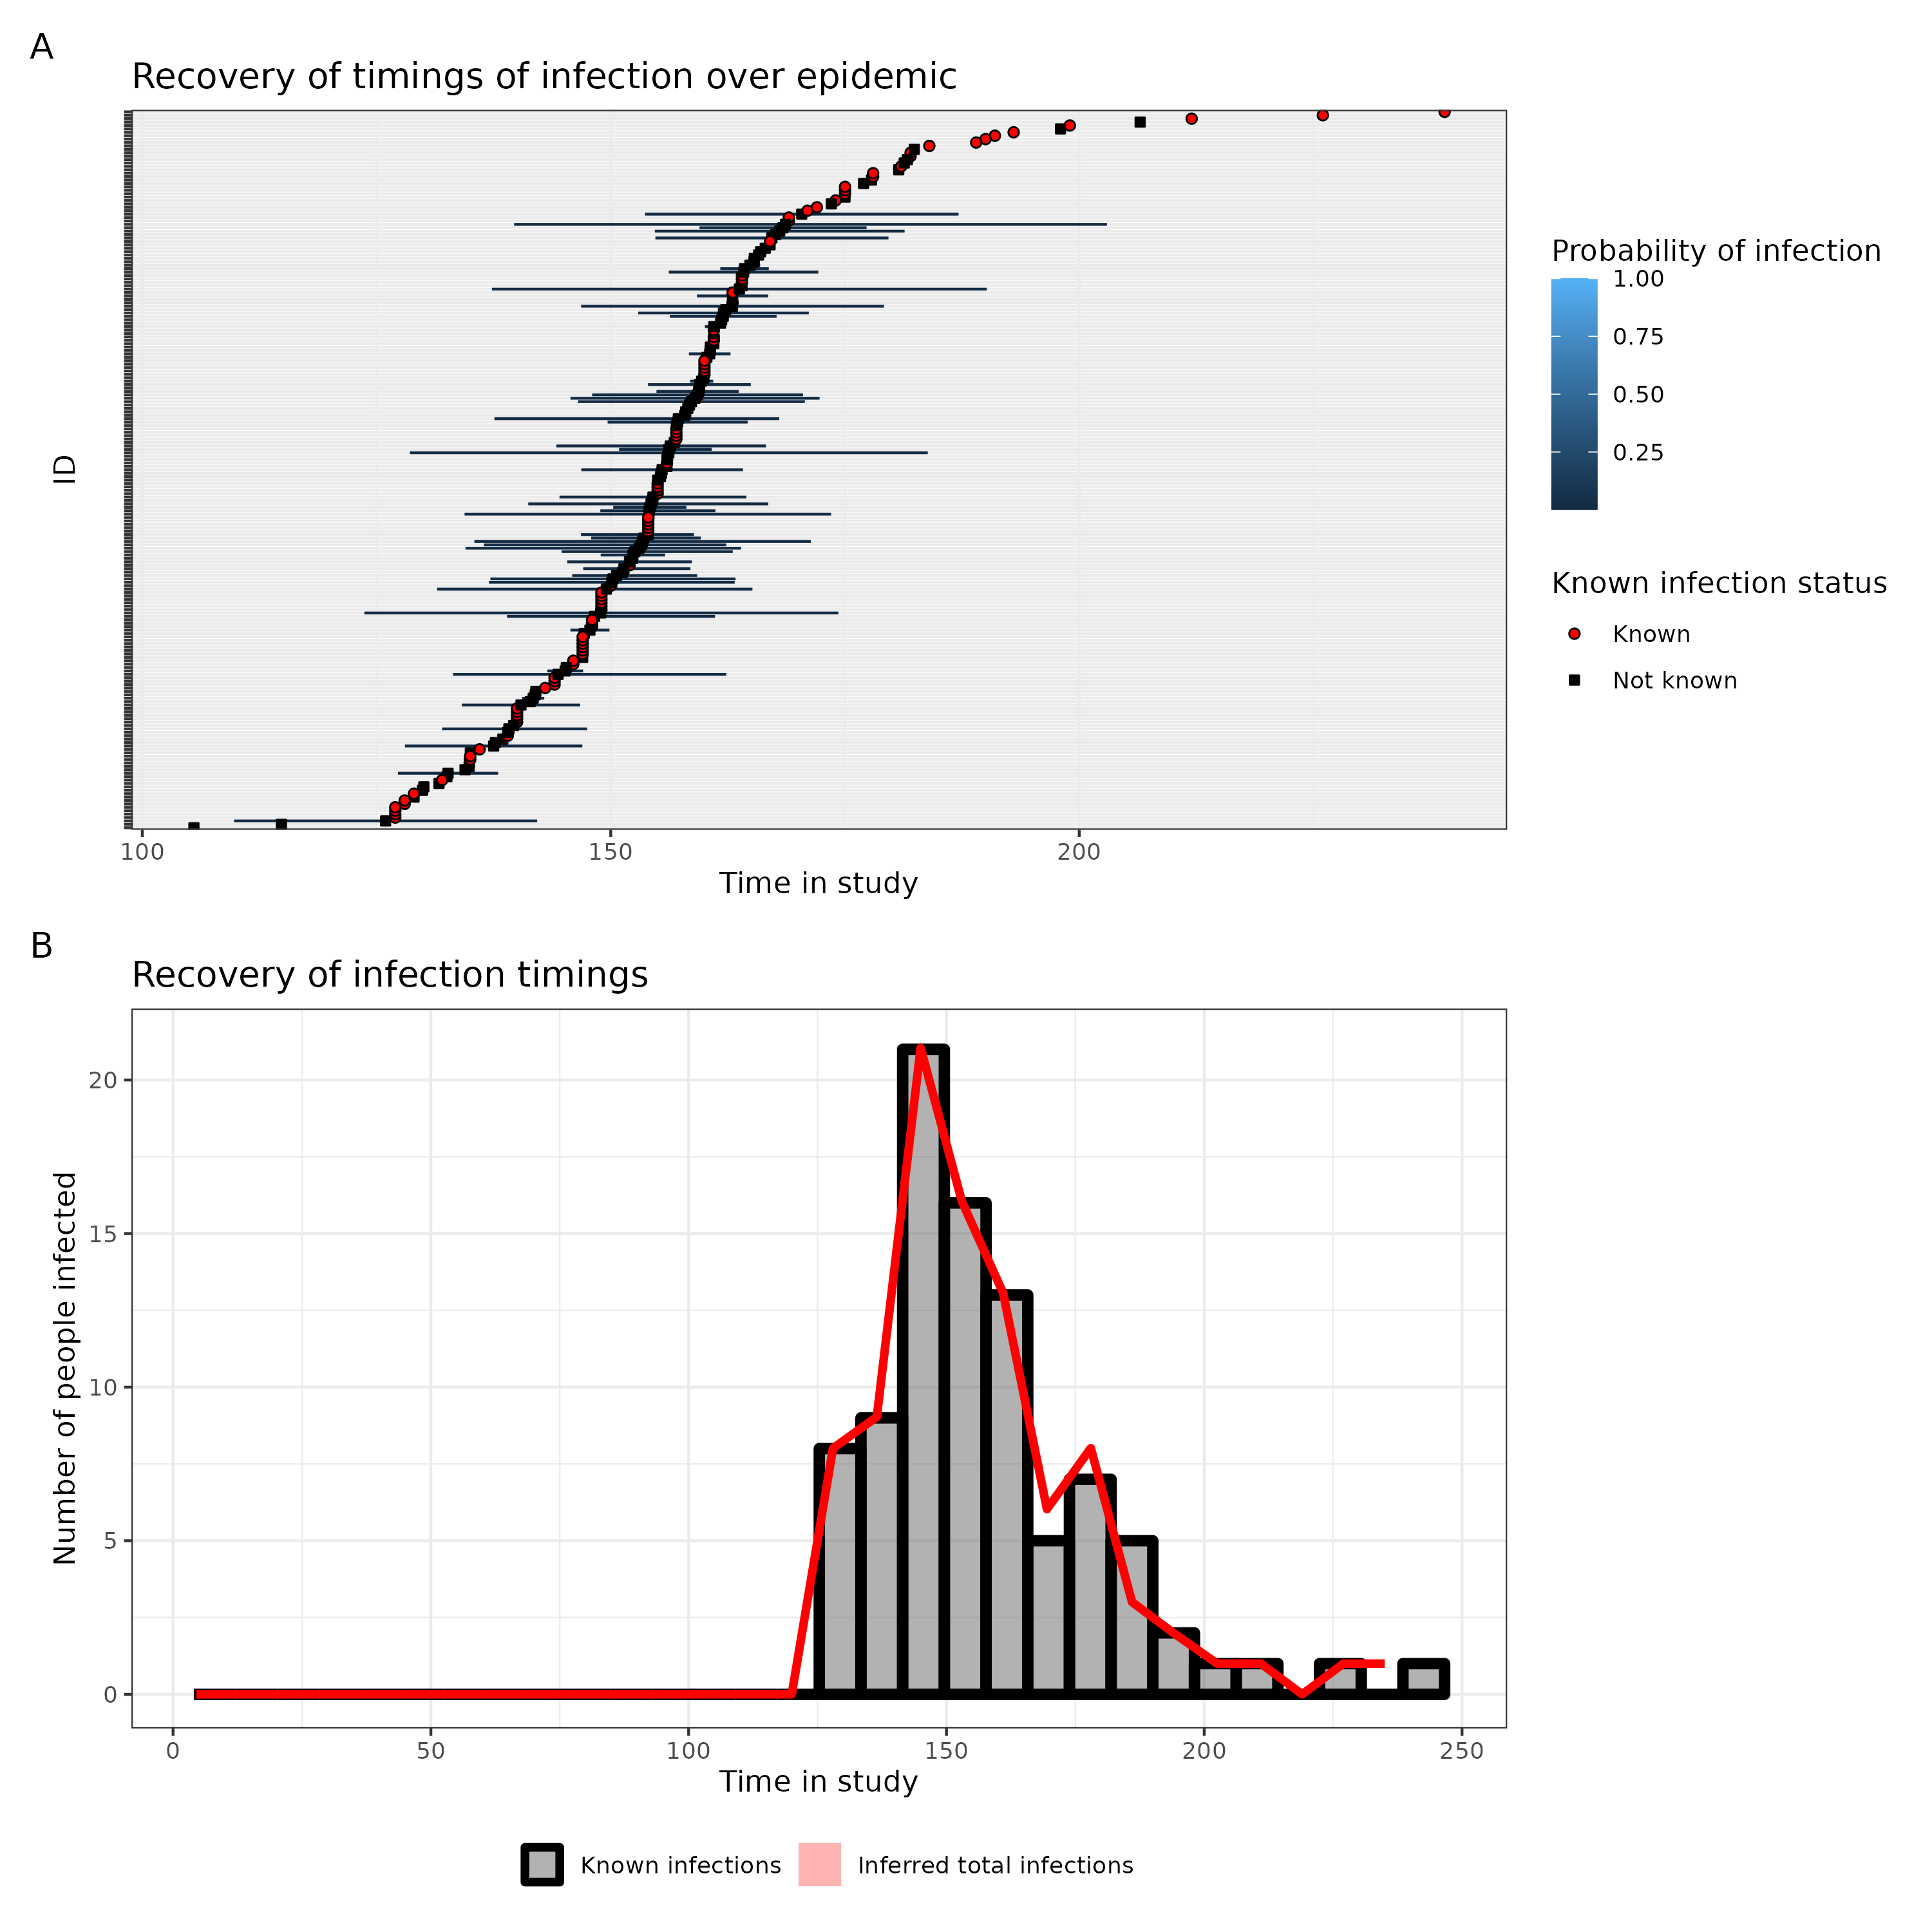 A
Recovery of timings of infection over epidemic
ID
100 150 200
Time in study
Probability of infection
1.00
0.75
0.50
0.25
Known infection status
Known
Not known
B
Recovery of infection timings
Number of people infected
20
15
10
5
0
0 50 100 150 200 250
Time in study
Known infections Inferred total infections